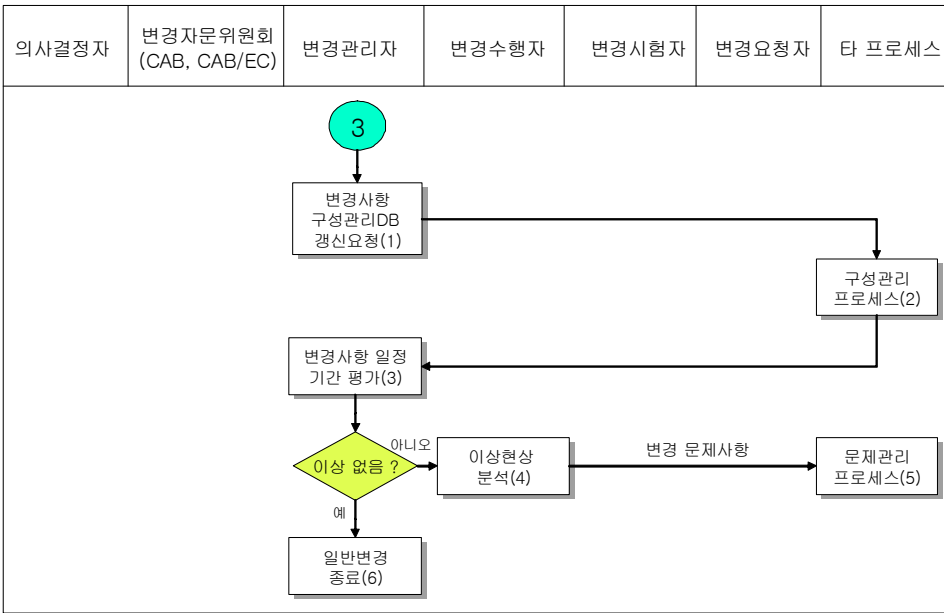 의사결정자
변경자문위원회
(CAB, CAB/EC)
변경관리자
변경수행자
변경시험자
변경요청자
타 프로세스
3
변경사항
구성관리DB
갱신요청(1)
구성관리
프로세스(2)
변경사항 일정
기간 평가(3)
이상 없음 ?
아니오
이상현상
분석(4)
변경 문제사항
문제관리
프로세스(5)
예
일반변경
종료(6)